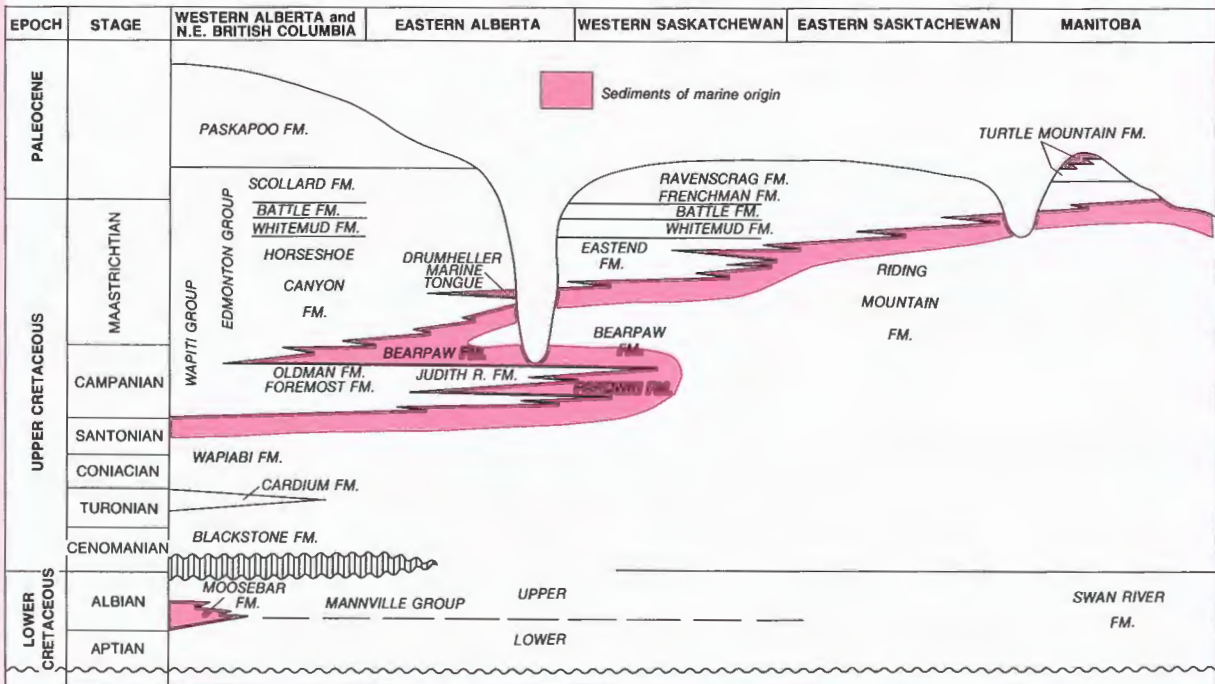 EPOCH
STAGE
WESTERN ALBERTA and
N.E. BRITISH COLUMBIA
EASTERN ALBERTA
WESTERN SASKATCHEWAN
EASTERN SASKTACHEWAN
MANITOBA
PALEOCENE
UPPER CRETACEOUS
LOWER
CRETACEOUS
MAASTRICHTIAN
CAMPANIAN
SANTONIAN
CONIACIAN
TURONIAN
CENOMANIAN
ALBIAN
APTIAN
Sediments of marine origin
PASKAPOO FM.
TURTLE MOUNTAIN FM.
WAPITI GROUP
EDMONTON GROUP
SCOLLARD FM.
BATTLE FM.
WHITEMUD FM.
HORSESHOE
CANYON
FM.
DRUMHELLER
MARINE
TONGUE
RAVENSCRAG FM.
FRENCHMAN FM.
BATTLE FM.
WHITEMUD FM.
EASTEND
FM.
RIDING
MOUNTAIN
FM.
BEARPAW FM.
BEARPAW
FM.
OLDMAN FM.
FOREMOST FM.
JUDITH R. FM.
FM.
WAPIABI FM.
CARDIUM FM.
BLACKSTONE FM.
MOOSEBAR
FM.
MANNVILLE GROUP
UPPER
LOWER
SWAN RIVER
FM.